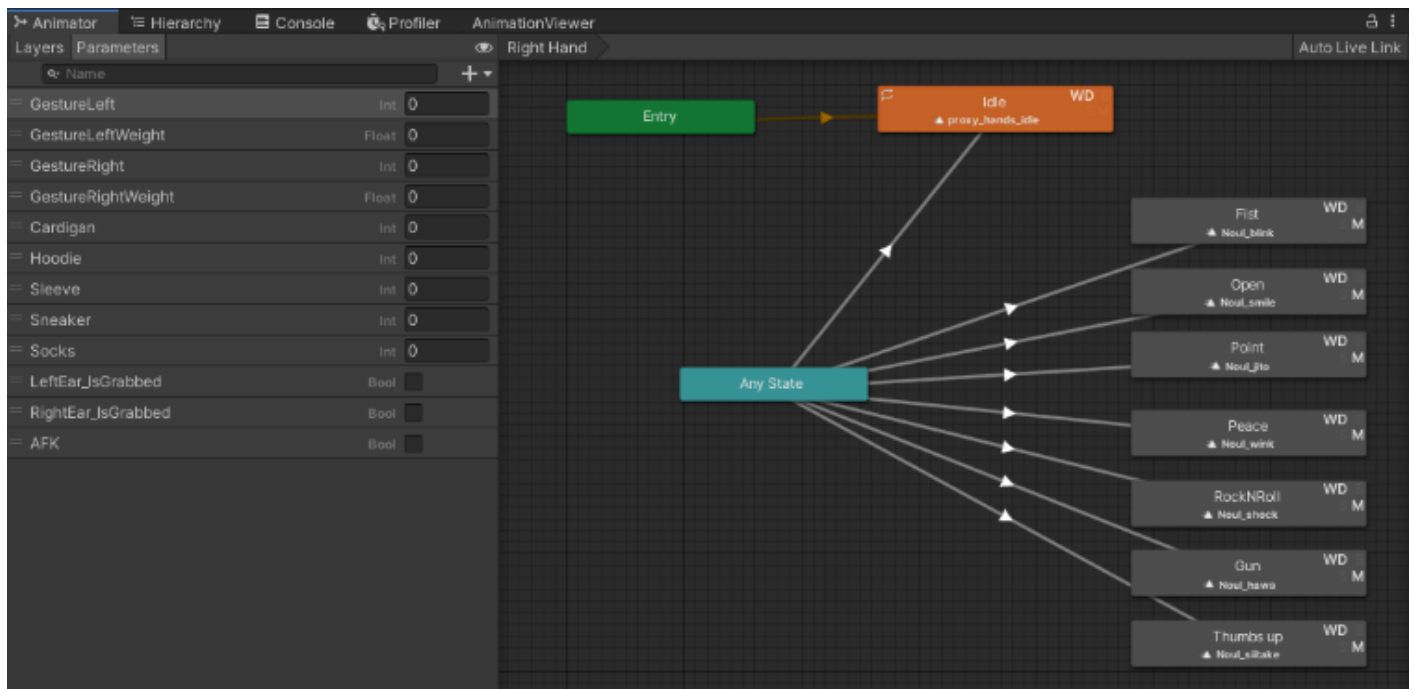 Animator Hierarchy Console Profiler AnimationViewer
Layers Parameters Right Hand Auto Live Link
Name
GestureLeft Int 0
GestureLeftWeight Float 0
GestureRight Int 0
GestureRightWeight Float 0
Cardigan Int 0
Hoodie Int 0
Sleeve Int 0
Sneaker Int 0
Socks Int 0
LeftEar_IsGrabbed Bool
RightEar_IsGrabbed Bool
AFK Bool
Entry
Idle WD
proxy_hands_idle
Fist WD
Noul_blink M
Open WD
Noul_smile M
Point WD
Noul_jito M
Any State
Peace WD
Noul_wink M
RockNRoll WD
Noul_shock M
Gun WD
Noul_hawa M
Thumbs up WD
M